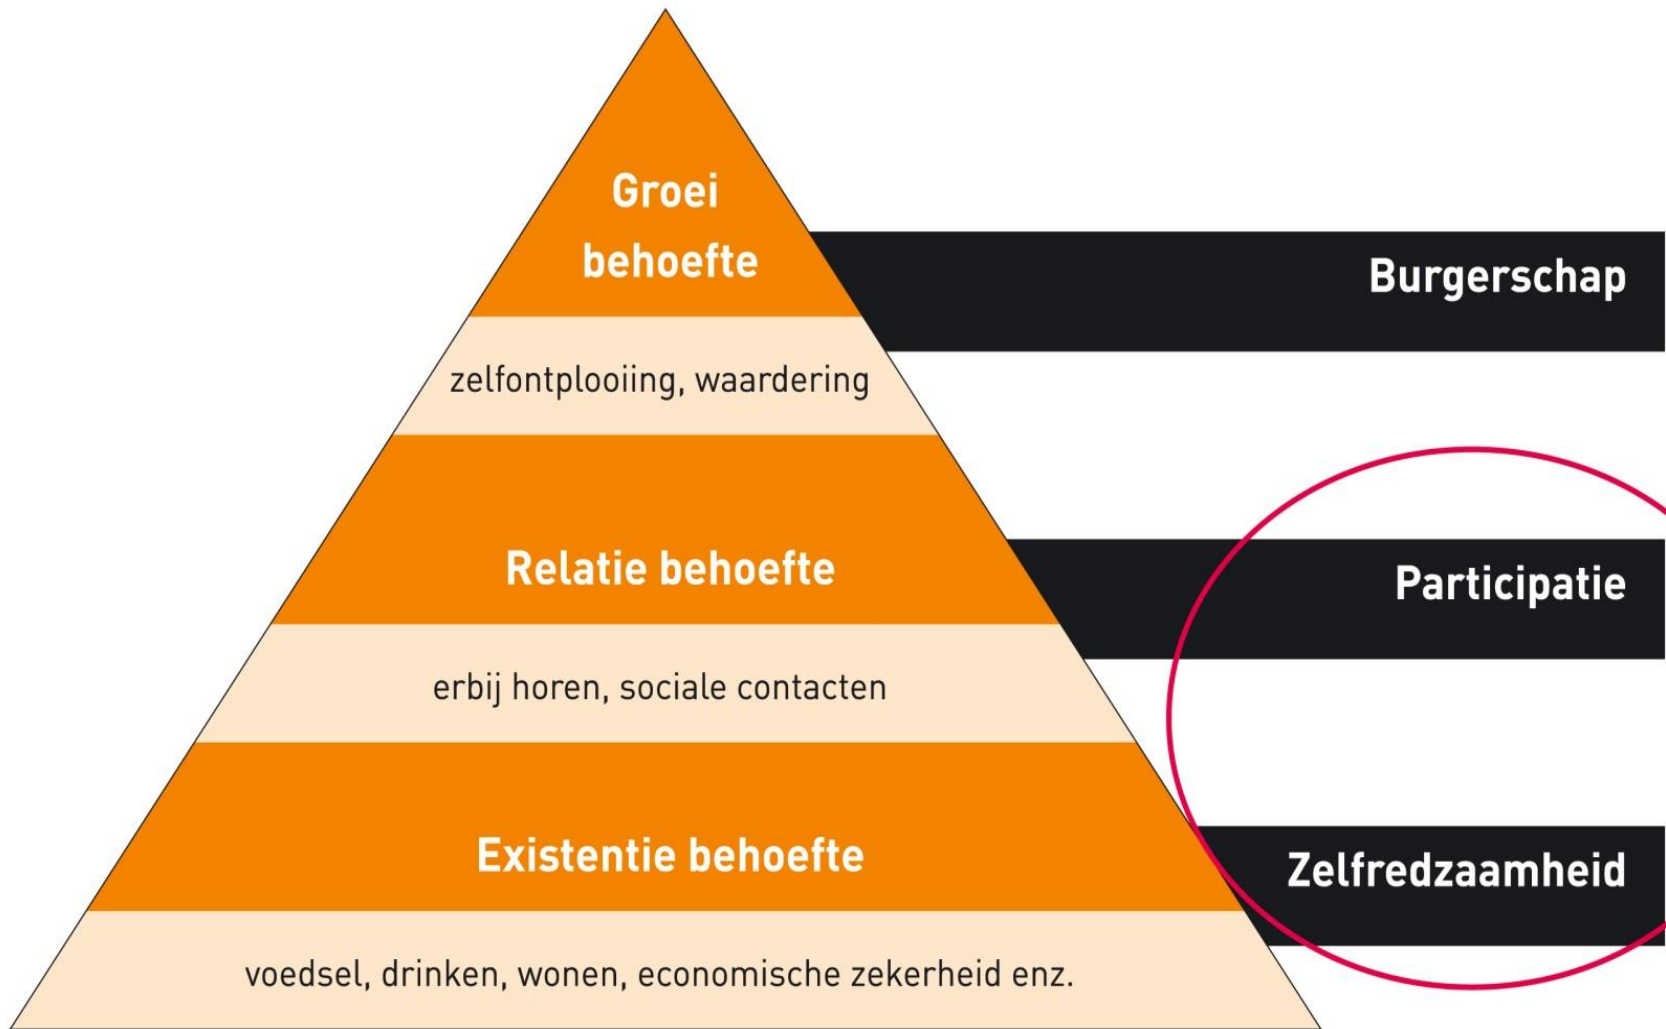 Groei
behoefte
Burgerschap
zelfontplooiing, waardering
Relatie behoefte
Participatie
erbij horen, sociale contacten
Existentie behoefte
Zelfredzaamheid
voedsel, drinken, wonen, economische zekerheid enz.